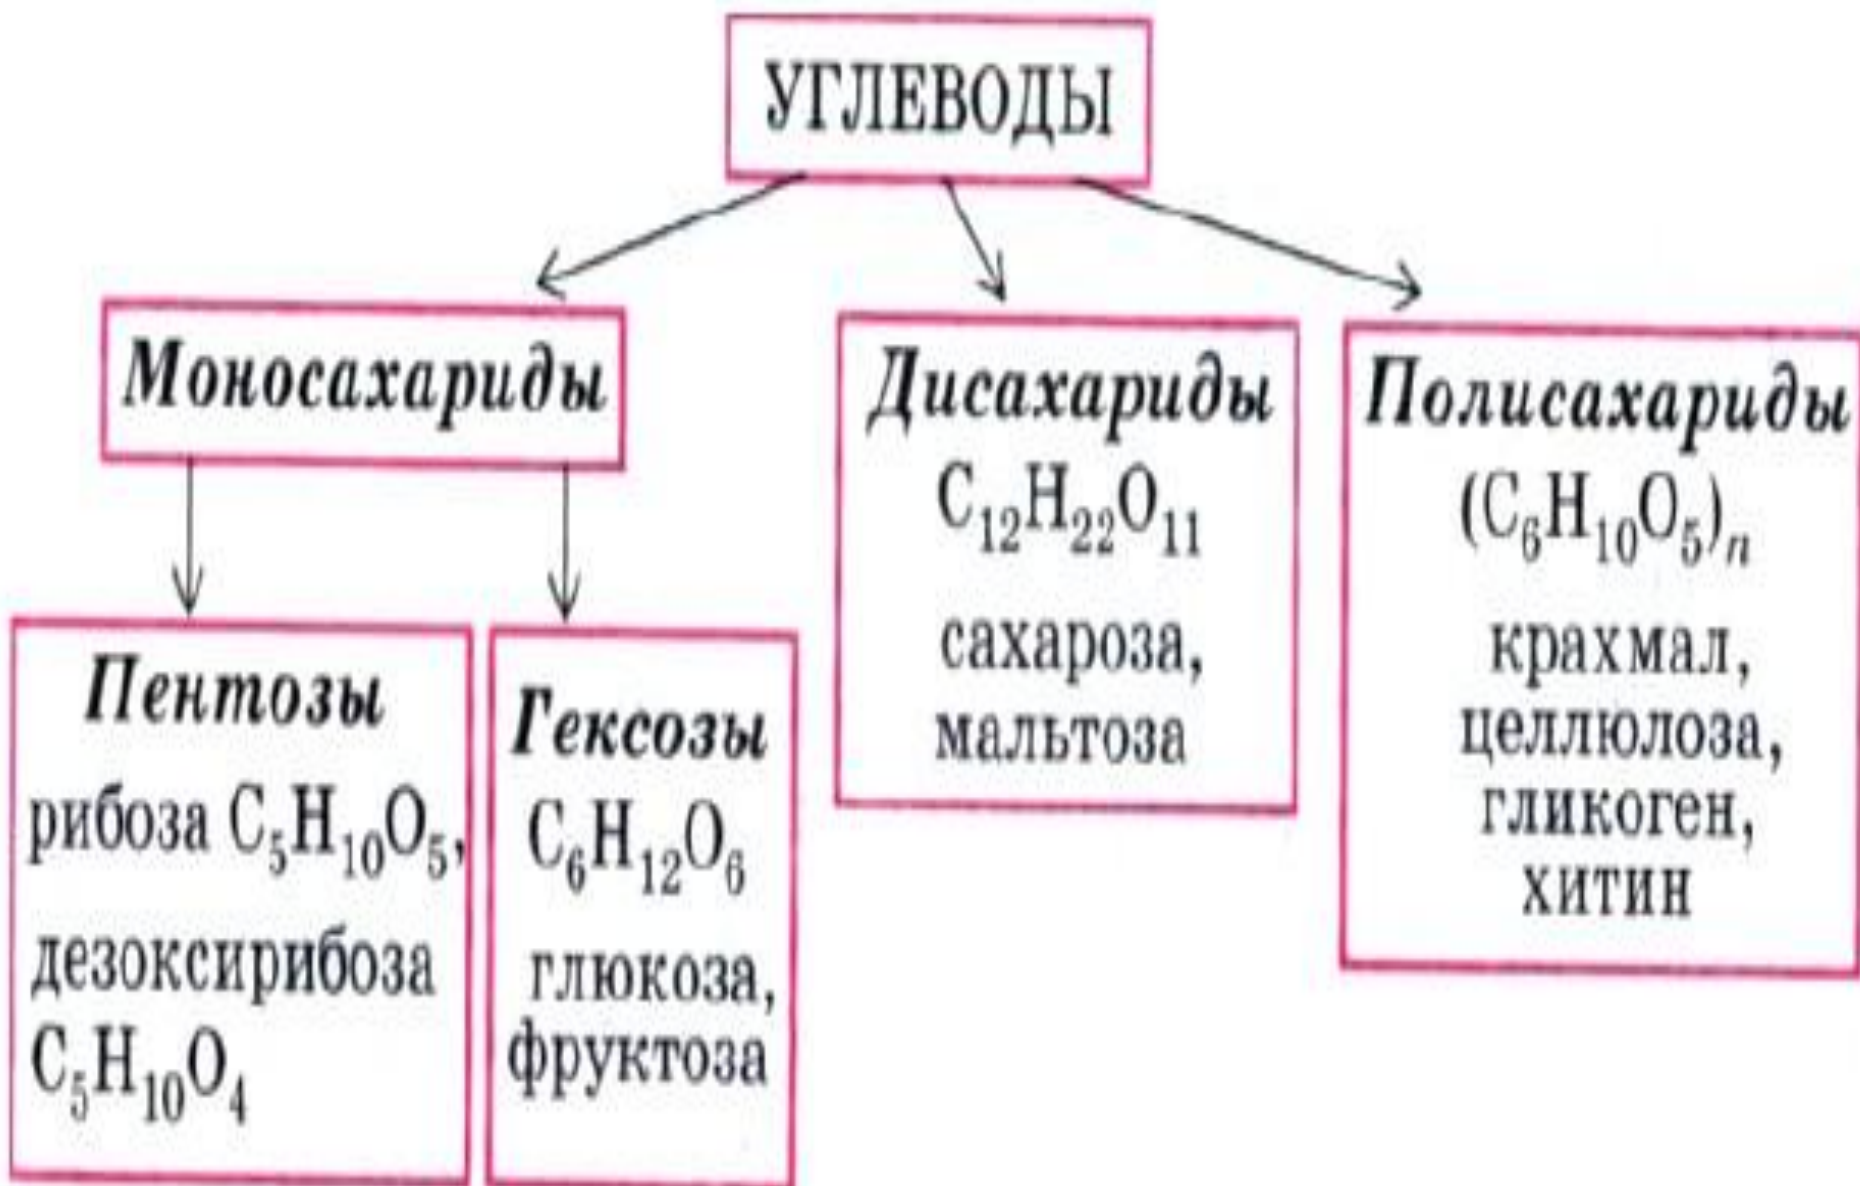 УГЛЕВОДЫ
Моносахариды
Пентозы
рибоза C₅H₁₀O₅,
дезоксирибоза
C₅H₁₀O₄
Гексозы
C₆H₁₂O₆
глюкоза,
фруктоза
Дисахариды
C₁₂H₂₂O₁₁
сахароза,
мальтоза
Полисахариды
(C₆H₁₀O₅)ₙ
крахмал,
целлюлоза,
гликоген,
хитин